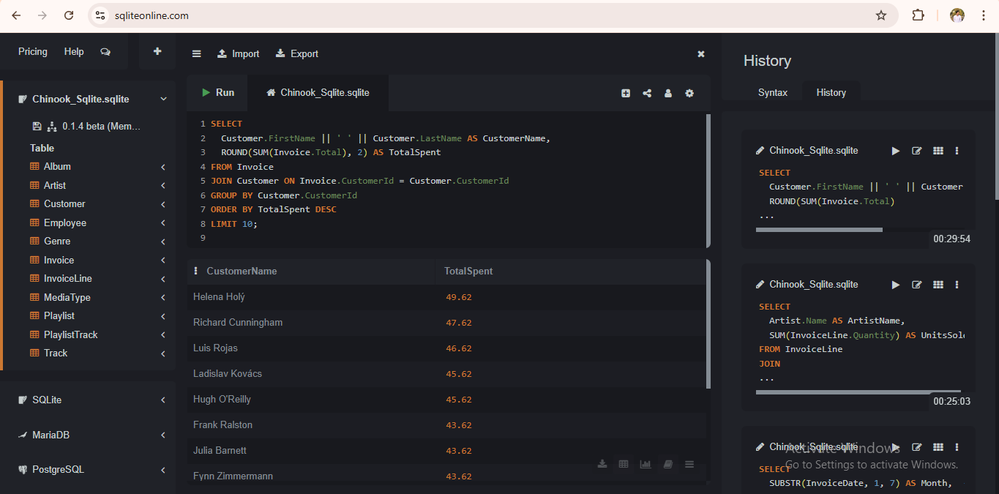 sqliteonline.com
Pricing Help
Import Export
Chinook_Sqlite.sqlite
0.1.4 beta (Mem...
Table
Album
Artist
Customer
Employee
Genre
Invoice
InvoiceLine
MediaType
Playlist
PlaylistTrack
Track
SQLite
MariaDB
PostgreSQL
Run Chinook_Sqlite.sqlite
1 SELECT
2 Customer.FirstName || ' ' || Customer.LastName AS CustomerName,
3 ROUND(SUM(Invoice.Total), 2) AS TotalSpent
4 FROM Invoice
5 JOIN Customer ON Invoice.CustomerId = Customer.CustomerId
6 GROUP BY Customer.CustomerId
7 ORDER BY TotalSpent DESC
8 LIMIT 10;
9
CustomerName TotalSpent
Helena Holý 49.62
Richard Cunningham 47.62
Luis Rojas 46.62
Ladislav Kovács 45.62
Hugh O'Reilly 45.62
Frank Ralston 43.62
Julia Barnett 43.62
Fynn Zimmermann 43.62
History
Syntax History
Chinook_Sqlite.sqlite
SELECT
Customer.FirstName || ' ' || Customer
ROUND(SUM(Invoice.Total)
...
00:29:54
Chinook_Sqlite.sqlite
SELECT
Artist.Name AS ArtistName,
SUM(InvoiceLine.Quantity) AS UnitsSol
FROM InvoiceLine
JOIN
...
00:25:03
Chinook_Sqlite.sqlite
Activate Windows
Go to Settings to activate Windows.
SELECT
SUBSTR(InvoiceDate, 1, 7) AS Month,